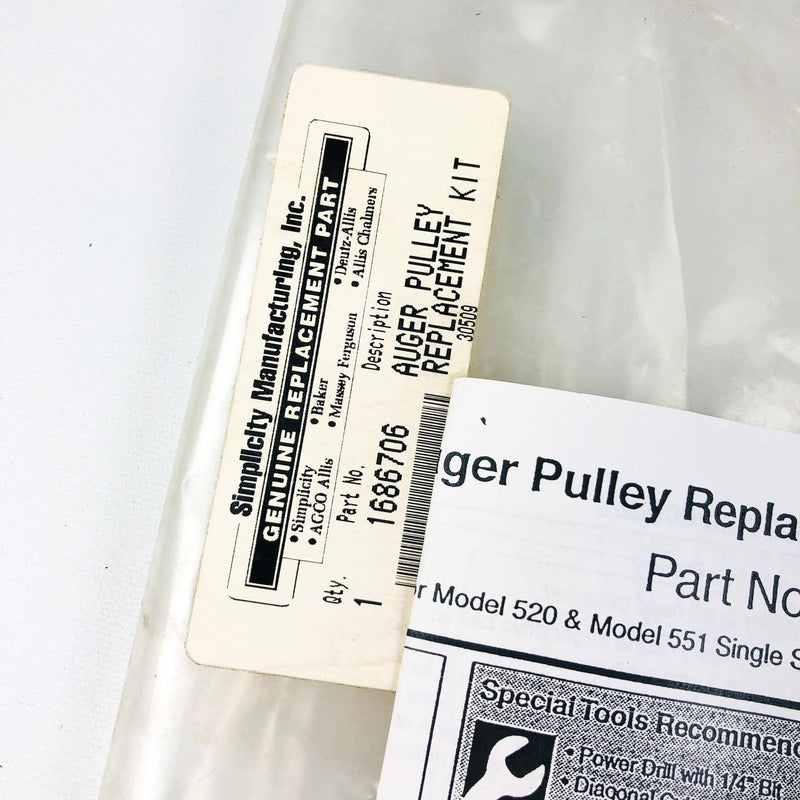 Simplicity Manufacturing, Inc.
GENUINE REPLACEMENT PART
• Simplicity • Baker • Deutz-Allis
• AGCO Allis • Massey Ferguson • Allis Chalmers
Qty. Part No. Description
1 1686706 AUGER PULLEY
REPLACEMENT KIT
30509
ger Pulley Repla
Part No
or Model 520 & Model 551 Single S
Special Tools Recommen
• Power Drill with 1/4" Bit
• Diagonal